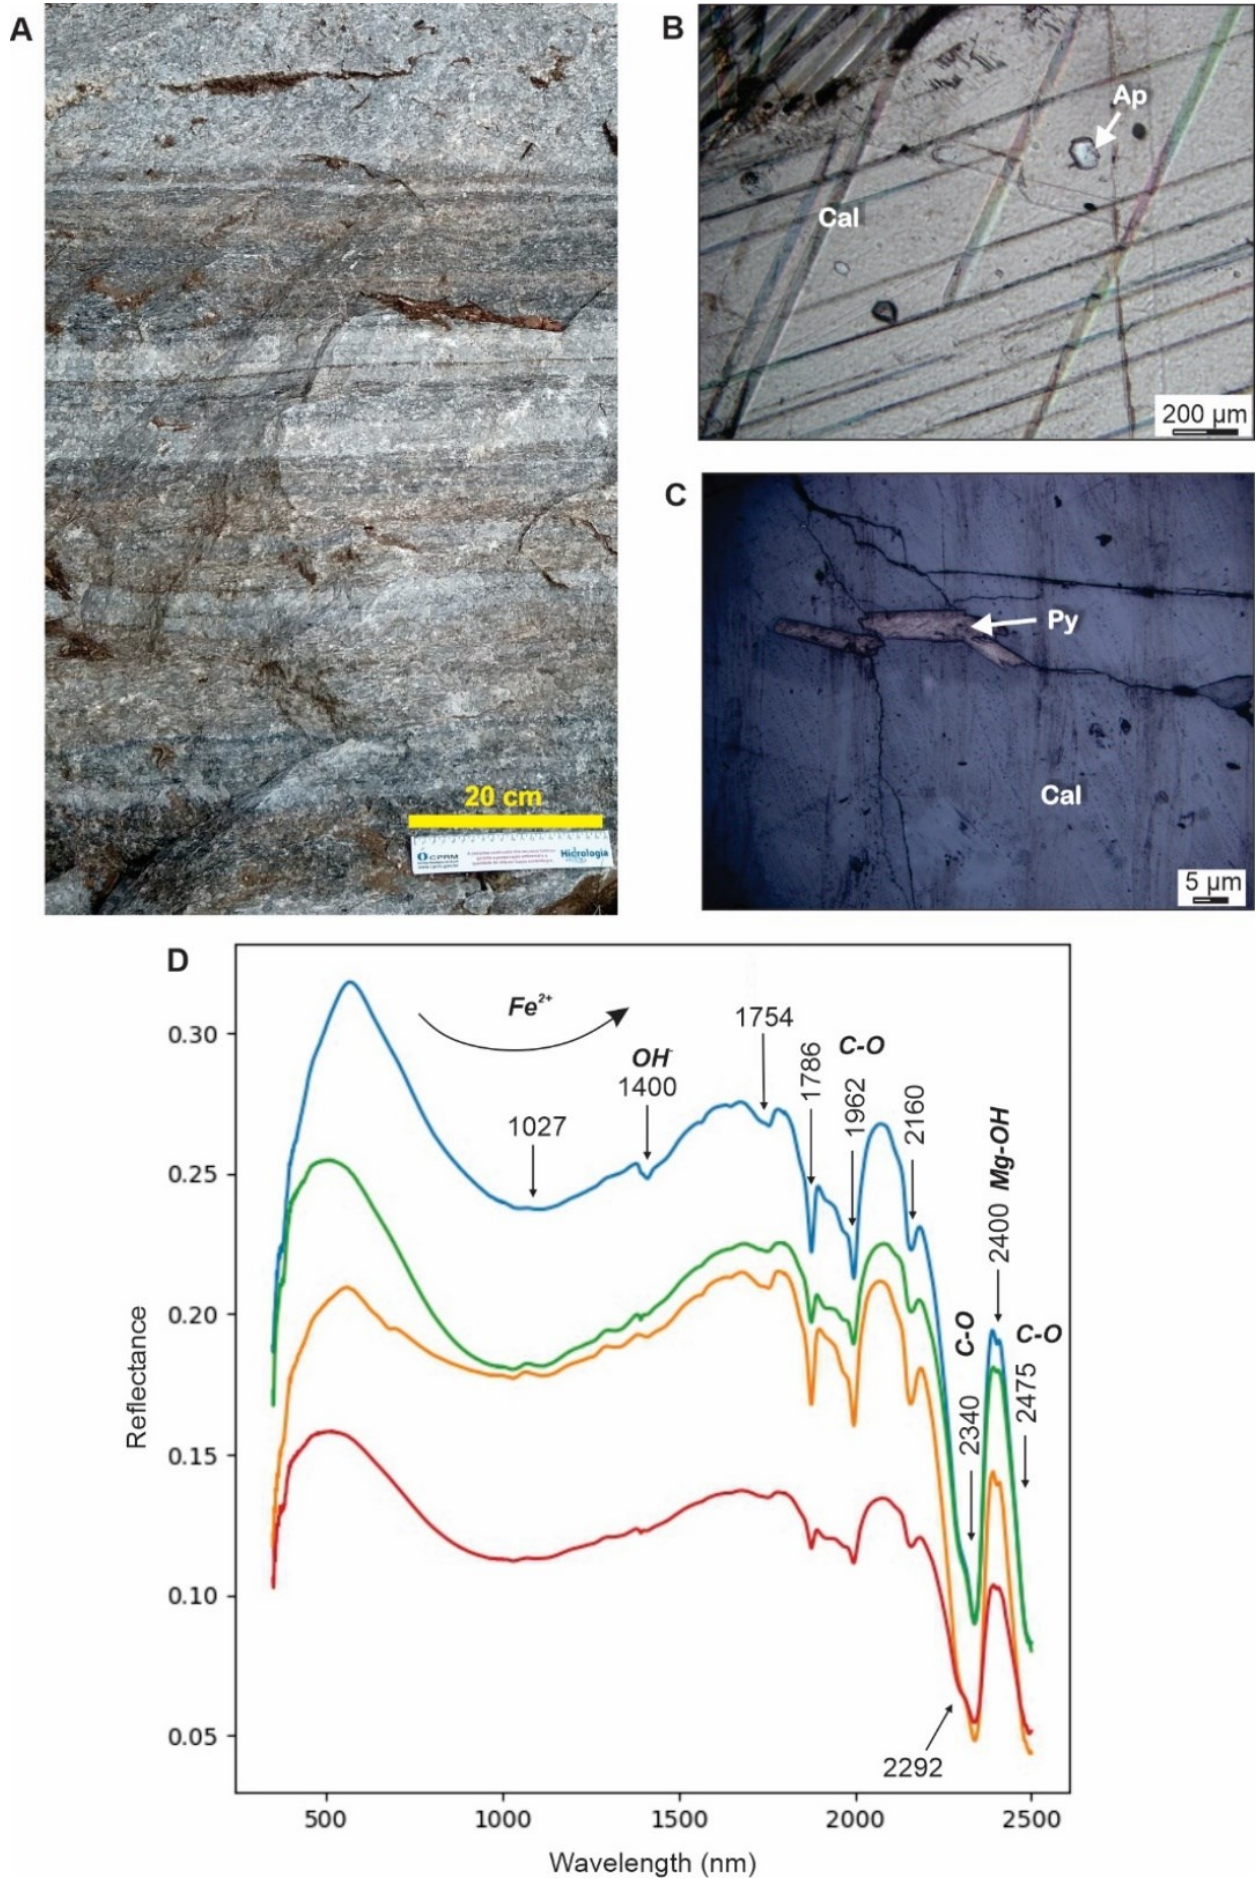 A
20 cm
CPRM
Hidrologia
B
Ap
Cal
200 µm
C
Py
Cal
5 µm
D
Fe²⁺
OH⁻
1400
1027
1754
1786
C-O
1962
2160
2400 Mg-OH
C-O
2340
C-O
2475
2292
0.30
0.25
0.20
0.15
0.10
0.05
Reflectance
500 1000 1500 2000 2500
Wavelength (nm)